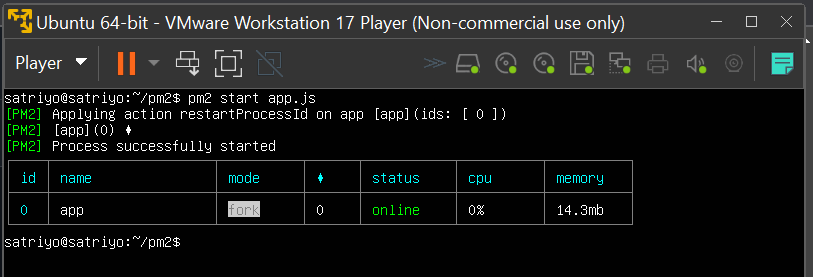 Ubuntu 64-bit - VMware Workstation 17 Player (Non-commercial use only)
Player
satriyo@satriyo:~/pm2$ pm2 start app.js
[PM2] Applying action restartProcessId on app [app](ids: [ 0 ])
[PM2] [app](0) ♦
[PM2] Process successfully started
id name mode ♦ status cpu memory
0 app fork 0 online 0% 14.3mb
satriyo@satriyo:~/pm2$